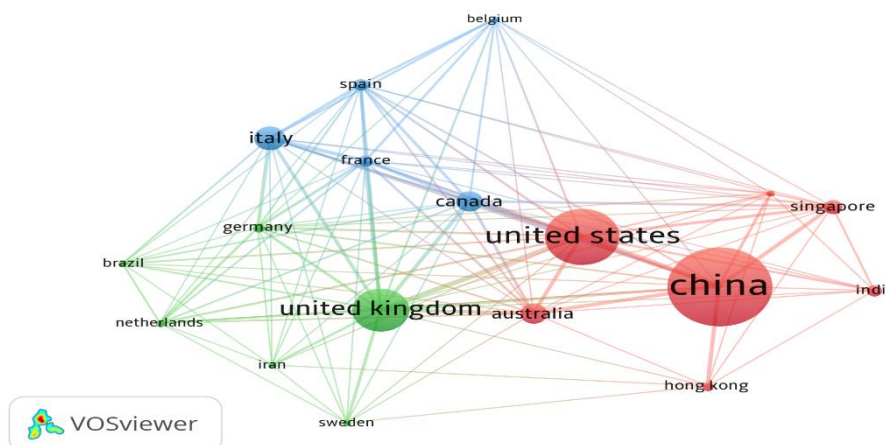 belgium
spain
italy
france
canada
singapore
germany
united states
brazil
china
indi
united kingdom
australia
netherlands
iran
hong kong
sweden
VOSviewer